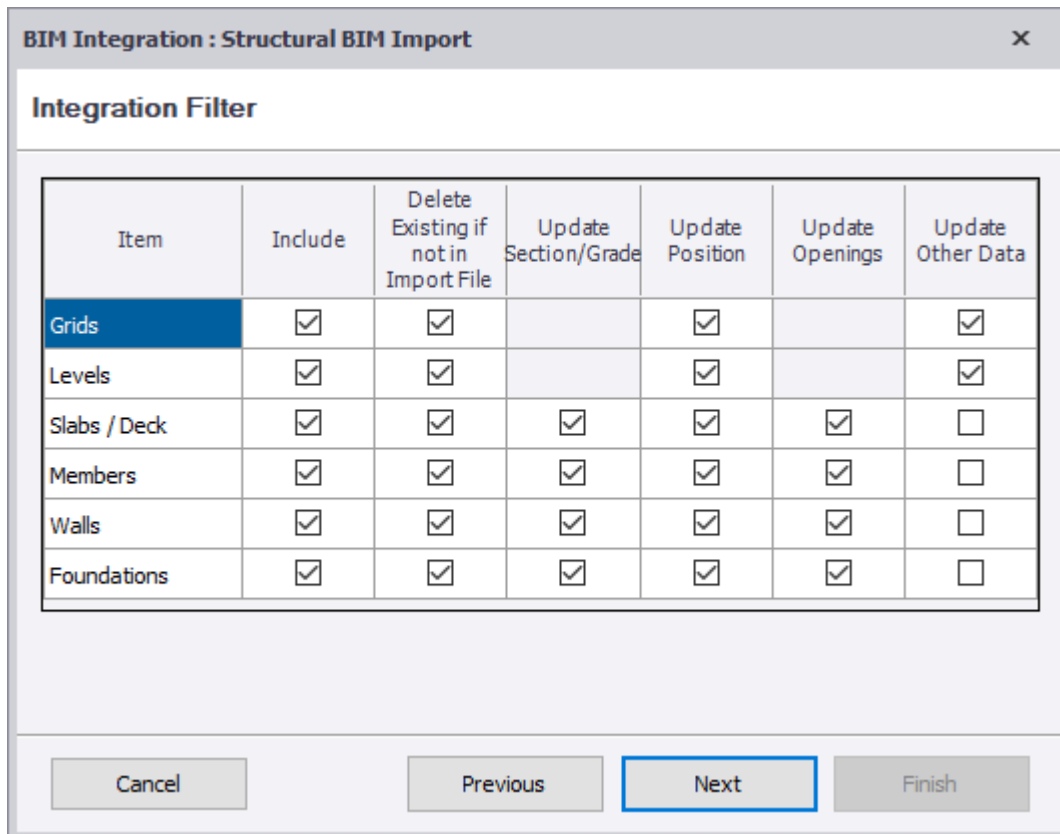 BIM Integration : Structural BIM Import
Integration Filter
Item
Include
Delete
Existing if
not in
Import File
Update
Section/Grade
Update
Position
Update
Openings
Update
Other Data
Grids
Levels
Slabs / Deck
Members
Walls
Foundations
Cancel
Previous
Next
Finish